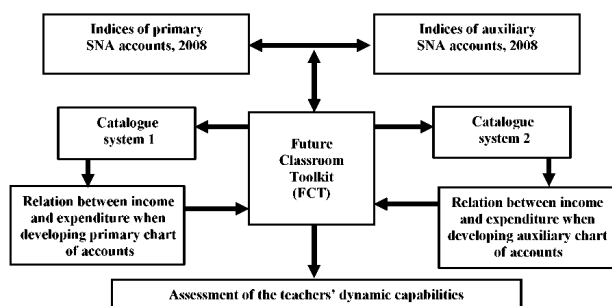 Indices of primary
SNA accounts, 2008
Indices of auxiliary
SNA accounts, 2008
Catalogue
system 1
Future
Classroom
Toolkit
(FCT)
Catalogue
system 2
Relation between income
and expenditure when
developing primary chart
of accounts
Relation between income
and expenditure when
developing auxiliary chart
of accounts
Assessment of the teachers' dynamic capabilities